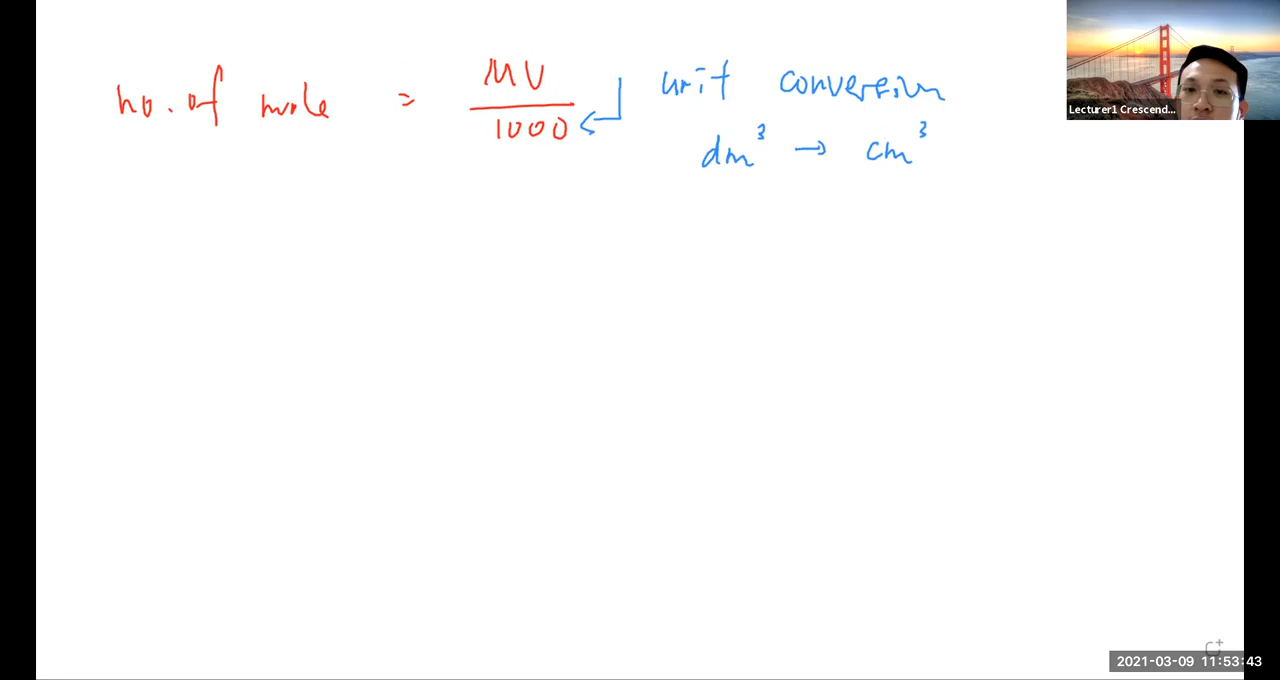 no. of mole = MV / 1000
unit conversion
dm³ → cm³
Lecturer1 Crescend...
2021-03-09 11:53:43